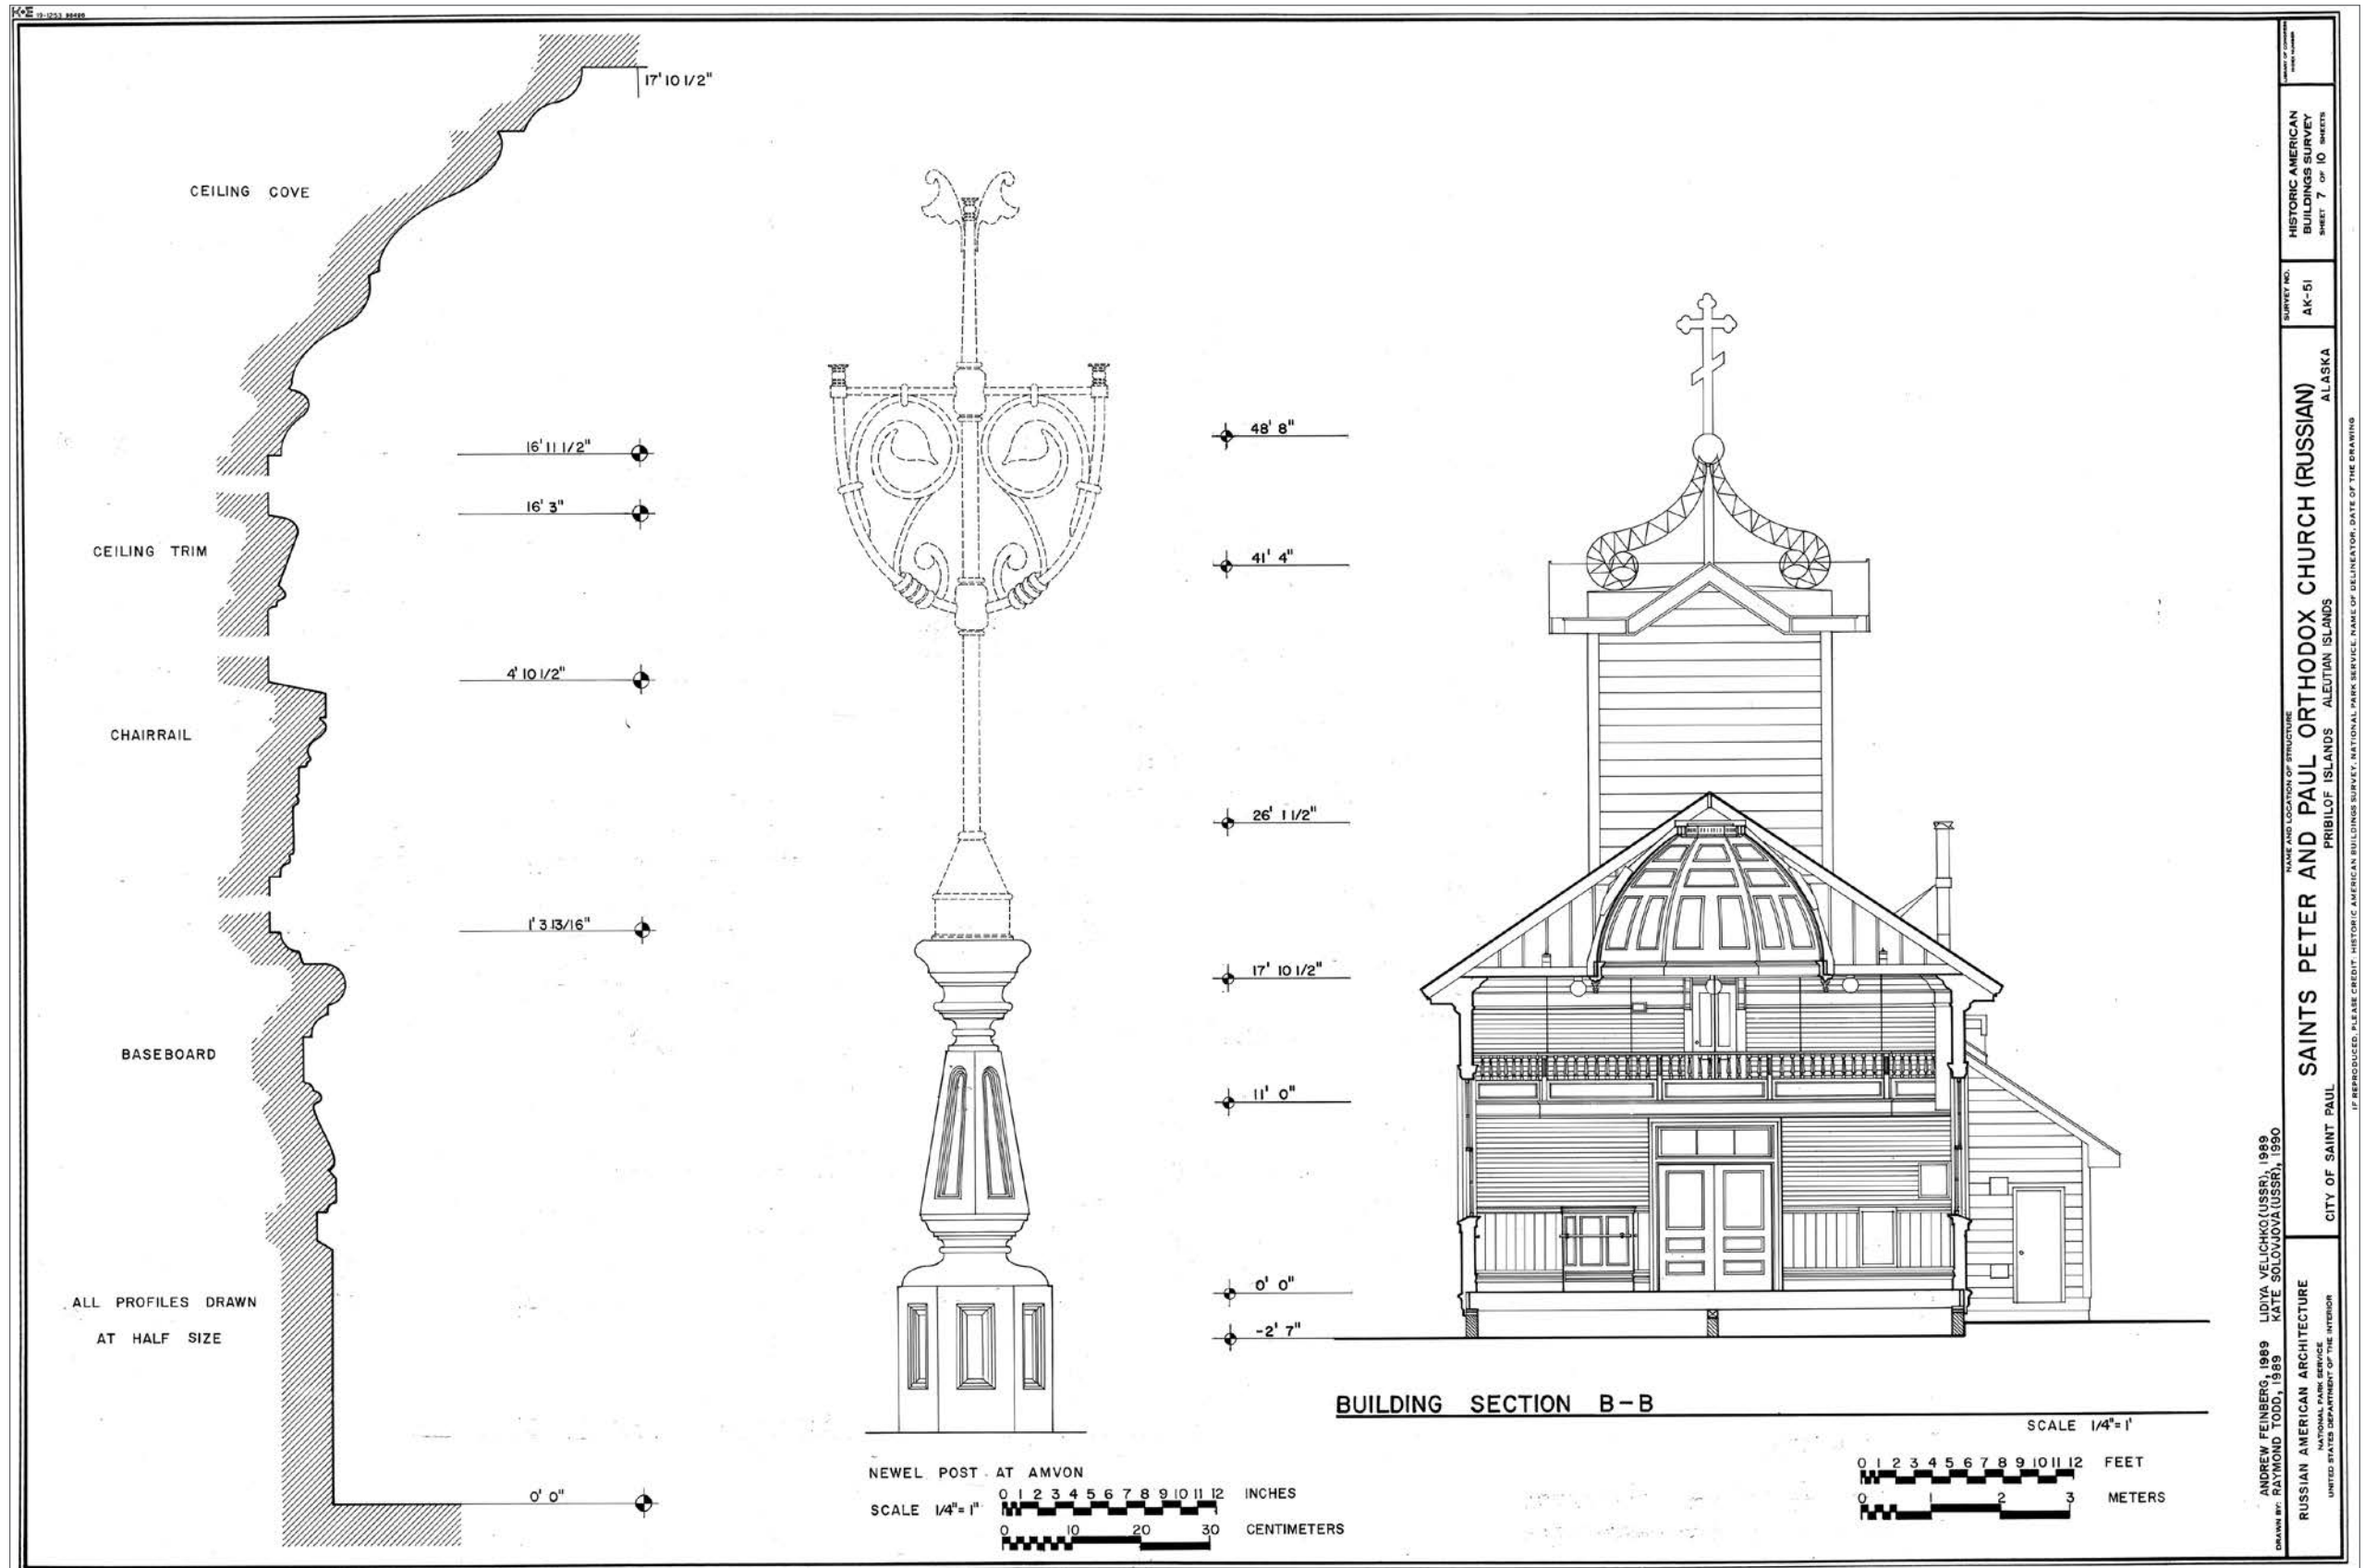 K+E 19-1253
17' 10 1/2"
CEILING COVE
16' 11 1/2"
16' 3"
CEILING TRIM
4' 10 1/2"
CHAIRRAIL
1' 3 13/16"
BASEBOARD
ALL PROFILES DRAWN
AT HALF SIZE
0' 0"
NEWEL POST AT AMVON
SCALE 1/4"= 1"
0 1 2 3 4 5 6 7 8 9 10 11 12 INCHES
0 10 20 30 CENTIMETERS
48' 8"
41' 4"
26' 1 1/2"
17' 10 1/2"
11' 0"
0' 0"
-2' 7"
BUILDING SECTION B-B
SCALE 1/4"= 1'
0 1 2 3 4 5 6 7 8 9 10 11 12 FEET
0 1 2 3 METERS
DRAWN BY: ANDREW FEINBERG, 1989 LIDIYA VELICHKO(USSR), 1989
RAYMOND TODD, 1989 KATE SOLOVJOVA(USSR), 1990
RUSSIAN AMERICAN ARCHITECTURE
NATIONAL PARK SERVICE
UNITED STATES DEPARTMENT OF THE INTERIOR
NAME AND LOCATION OF STRUCTURE
SAINTS PETER AND PAUL ORTHODOX CHURCH (RUSSIAN)
CITY OF SAINT PAUL PRIBILOF ISLANDS ALEUTIAN ISLANDS ALASKA
SURVEY NO.
AK-51
HISTORIC AMERICAN
BUILDINGS SURVEY
SHEET 7 OF 10 SHEETS
LIBRARY OF CONGRESS
INDEX NUMBER
IF REPRODUCED, PLEASE CREDIT: HISTORIC AMERICAN BUILDINGS SURVEY, NATIONAL PARK SERVICE, NAME OF DELINEATOR, DATE OF THE DRAWING